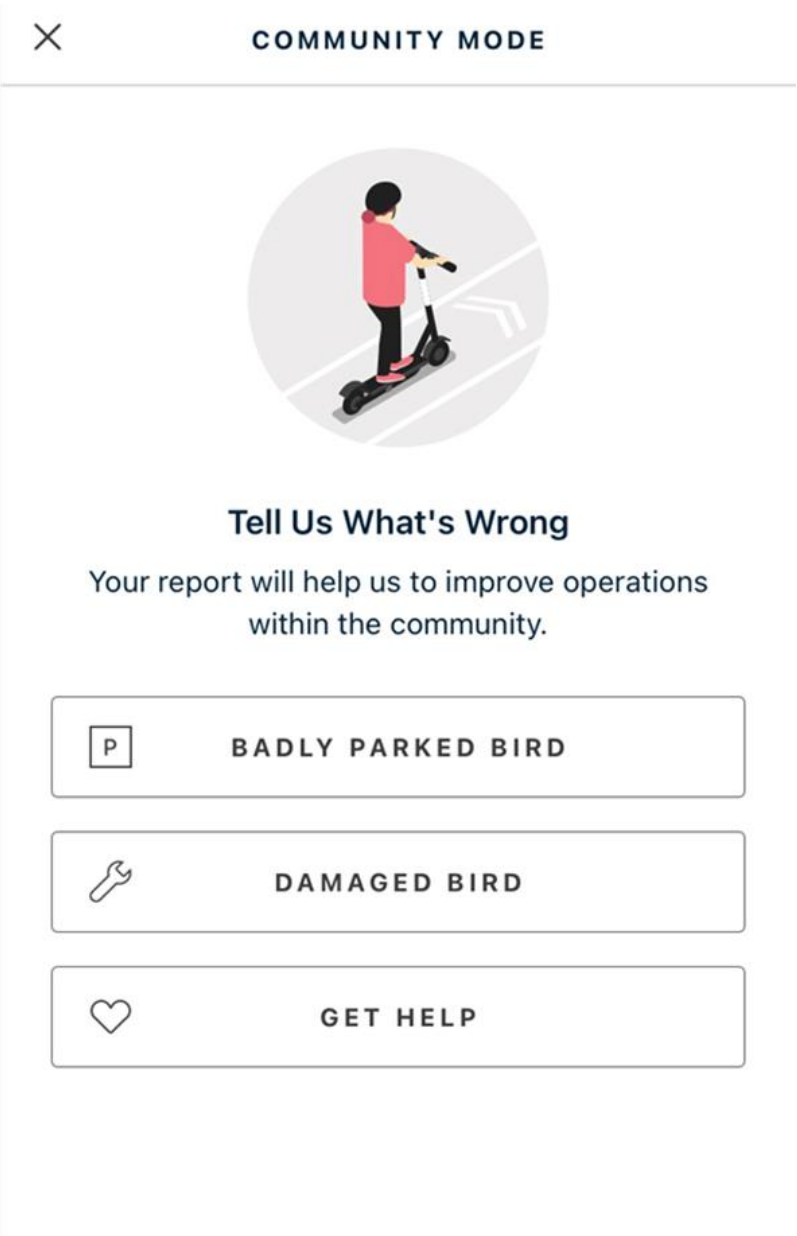 COMMUNITY MODE
Tell Us What's Wrong
Your report will help us to improve operations
within the community.
P
BADLY PARKED BIRD
DAMAGED BIRD
GET HELP